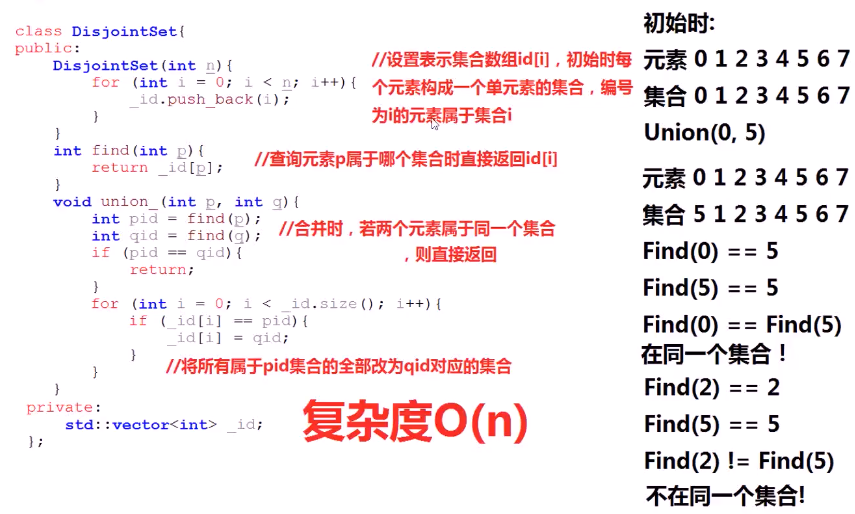 class DisjointSet{
public:
DisjointSet(int n){
for (int i = 0; i < n; i++){
_id.push_back(i);
}
}
int find(int p){
return _id[p];
}
void union_(int p, int q){
int pid = find(p);
int qid = find(q);
if (pid == qid){
return;
}
for (int i = 0; i < _id.size(); i++){
if (_id[i] == pid){
_id[i] = qid;
}
}
}
private:
std::vector<int> _id;
};
//设置表示集合数组id[i]，初始时每
个元素构成一个单元素的集合，编号
为i的元素属于集合i
//查询元素p属于哪个集合时直接返回id[i]
//合并时，若两个元素属于同一个集合
，则直接返回
//将所有属于pid集合的全部改为qid对应的集合
复杂度O(n)
初始时:
元素 0 1 2 3 4 5 6 7
集合 0 1 2 3 4 5 6 7
Union(0, 5)
元素 0 1 2 3 4 5 6 7
集合 5 1 2 3 4 5 6 7
Find(0) == 5
Find(5) == 5
Find(0) == Find(5)
在同一个集合！
Find(2) == 2
Find(5) == 5
Find(2) != Find(5)
不在同一个集合!